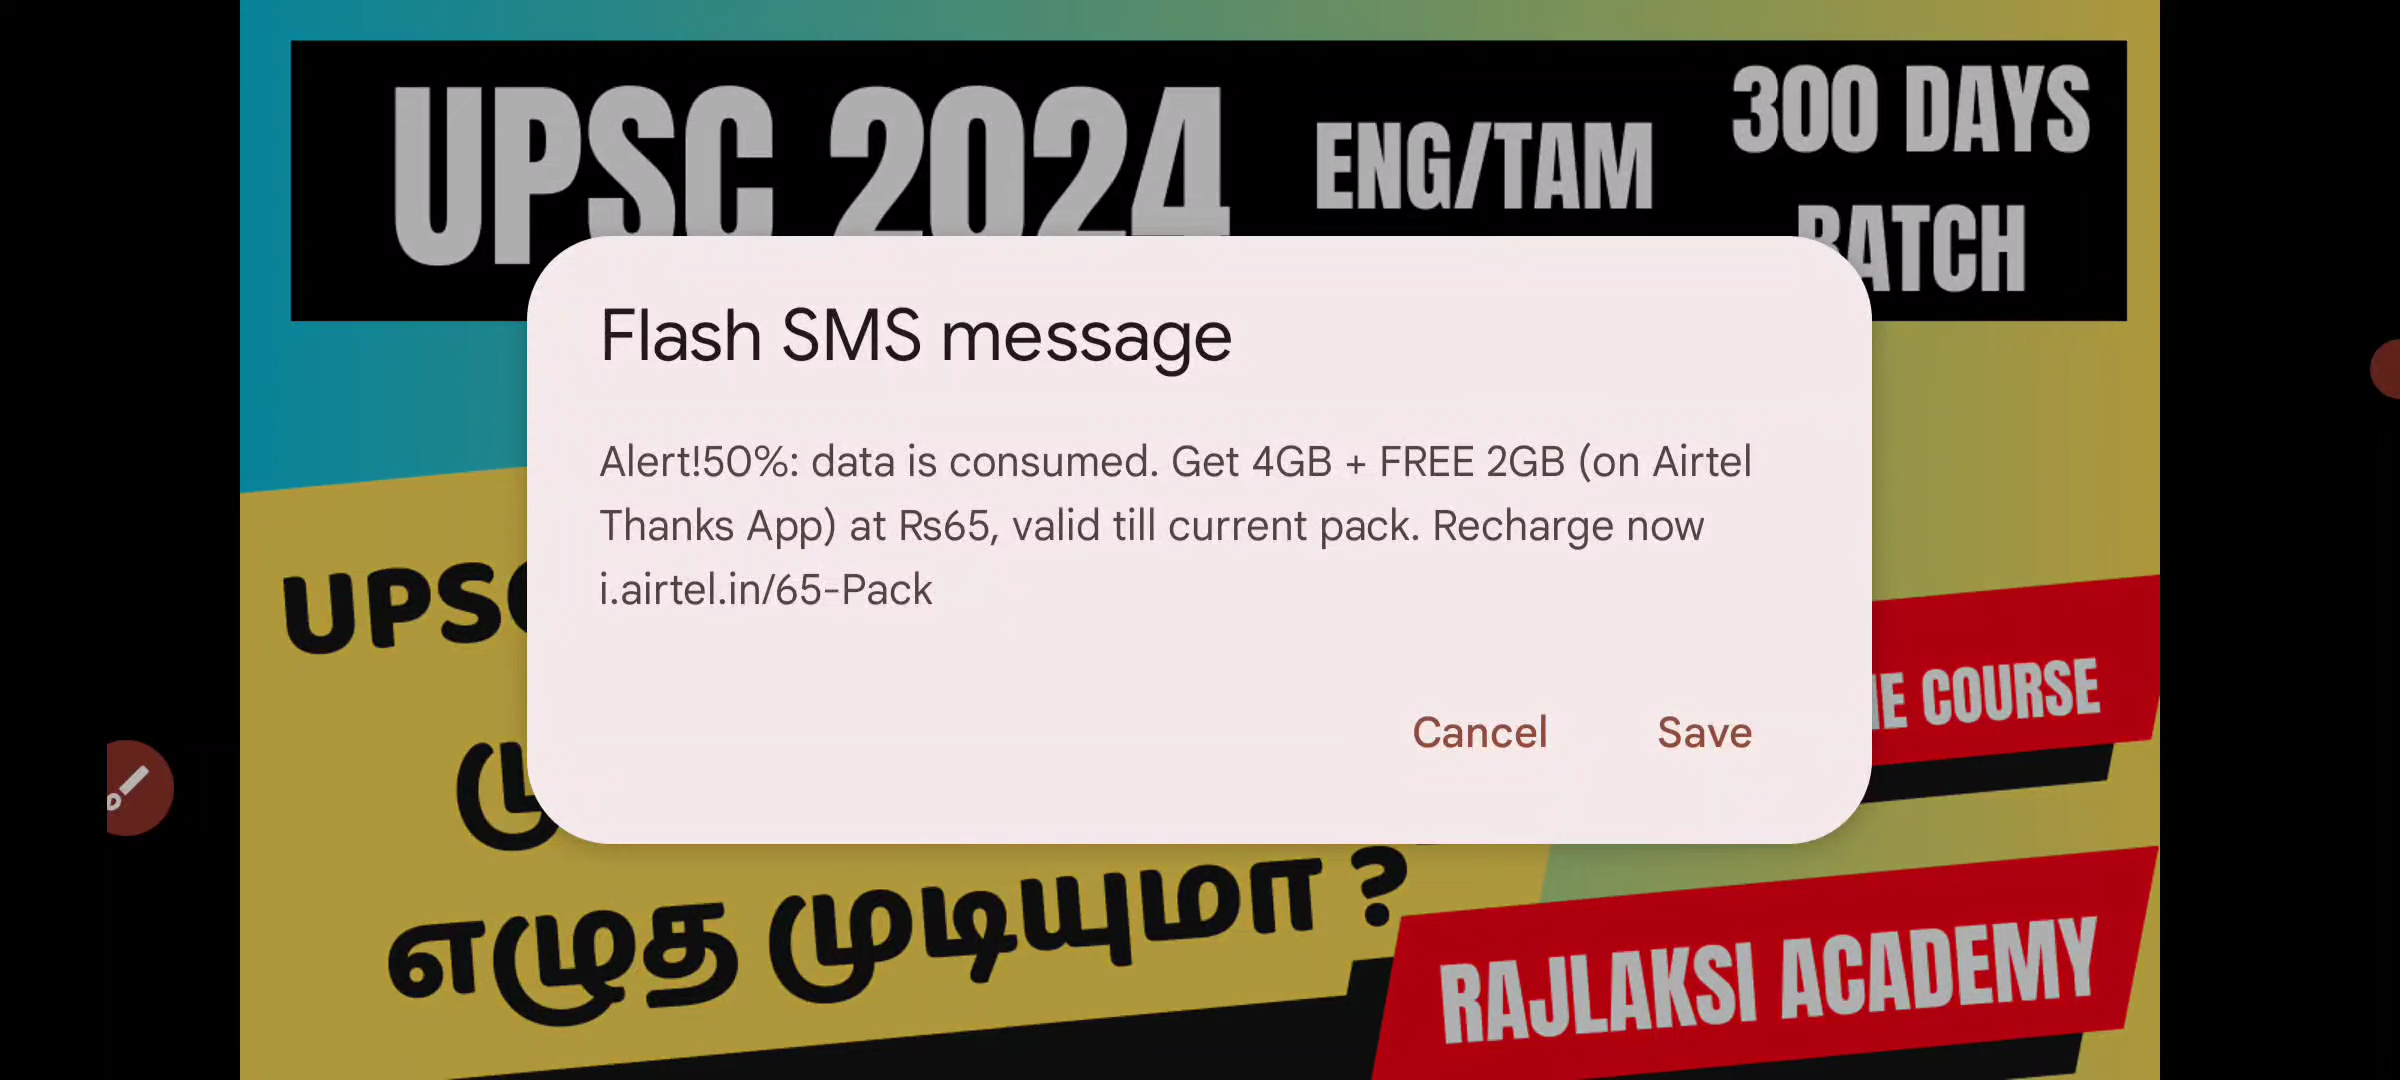 UPSC 2024
ENG/TAM
300 DAYS
BATCH
Flash SMS message
Alert!50%: data is consumed. Get 4GB + FREE 2GB (on Airtel
Thanks App) at Rs65, valid till current pack. Recharge now
i.airtel.in/65-Pack
Cancel
Save
COURSE
எழுத முடியுமா ?
RAJLAKSI ACADEMY